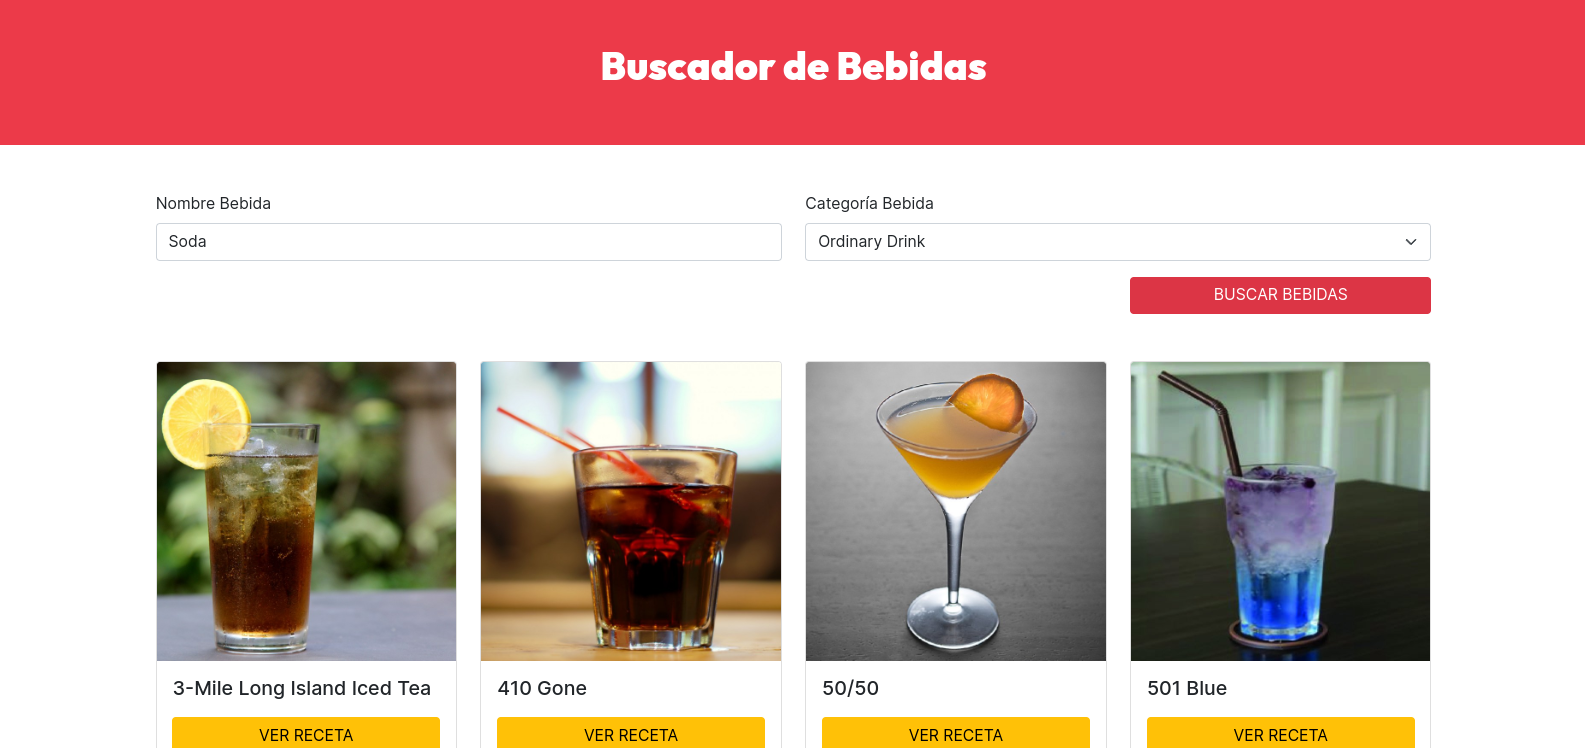 Buscador de Bebidas
Nombre Bebida
Categoría Bebida
Soda
Ordinary Drink
BUSCAR BEBIDAS
3-Mile Long Island Iced Tea
410 Gone
50/50
501 Blue
VER RECETA
VER RECETA
VER RECETA
VER RECETA